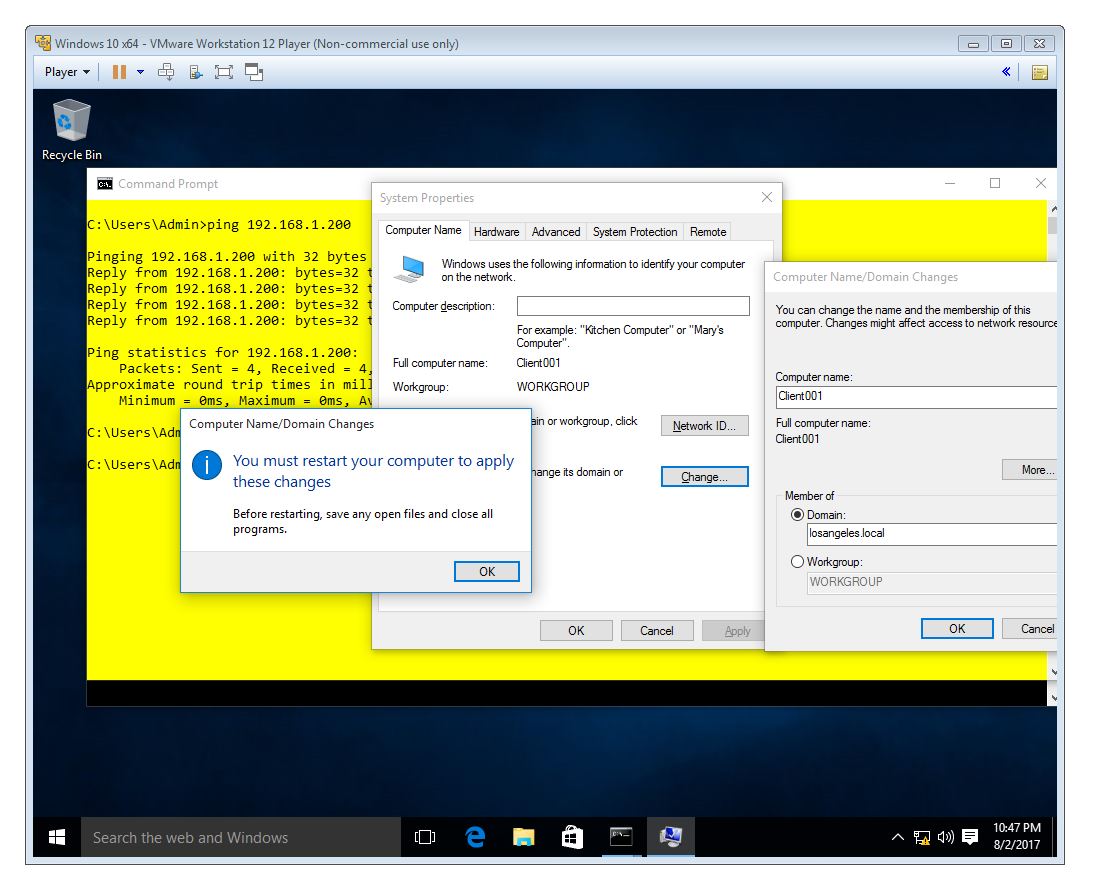 Windows 10 x64 - VMware Workstation 12 Player (Non-commercial use only)
Player
Recycle Bin
Command Prompt
C:\Users\Admin>ping 192.168.1.200
Pinging 192.168.1.200 with 32 bytes
Reply from 192.168.1.200: bytes=32 t
Reply from 192.168.1.200: bytes=32 t
Reply from 192.168.1.200: bytes=32 t
Reply from 192.168.1.200: bytes=32 t
Ping statistics for 192.168.1.200:
Packets: Sent = 4, Received = 4,
Approximate round trip times in mill
Minimum = 0ms, Maximum = 0ms, Av
C:\Users\Adm
C:\Users\Adm
System Properties
Computer Name
Hardware
Advanced
System Protection
Remote
Windows uses the following information to identify your computer
on the network.
Computer description:
For example: "Kitchen Computer" or "Mary's
Computer".
Full computer name:
Client001
Workgroup:
WORKGROUP
ain or workgroup, click
Network ID...
hange its domain or
Change...
OK
Cancel
Apply
Computer Name/Domain Changes
You must restart your computer to apply
these changes
Before restarting, save any open files and close all
programs.
OK
Computer Name/Domain Changes
You can change the name and the membership of this
computer. Changes might affect access to network resource
Computer name:
Client001
Full computer name:
Client001
More...
Member of
Domain:
losangeles.local
Workgroup:
WORKGROUP
OK
Cancel
Search the web and Windows
10:47 PM
8/2/2017